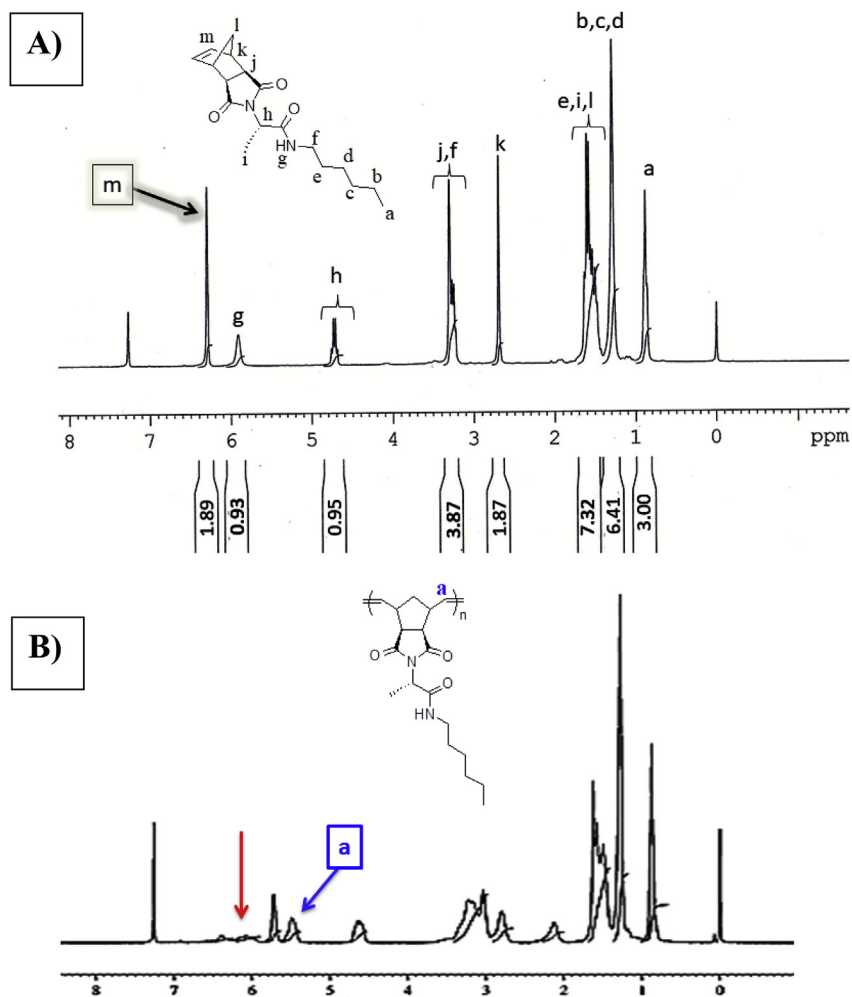 A)
l
m
k
j
O
O
N
h
O
HN
f
i
g
d
e
b
c
a
b,c,d
e,i,l
j,f
k
a
m
h
g
8 7 6 5 4 3 2 1 0 ppm
1.89 0.93 0.95 3.87 1.87 7.32 6.41 3.00
B)
a
n
O
N
O
O
HN
a
8 7 6 5 4 3 2 1 0